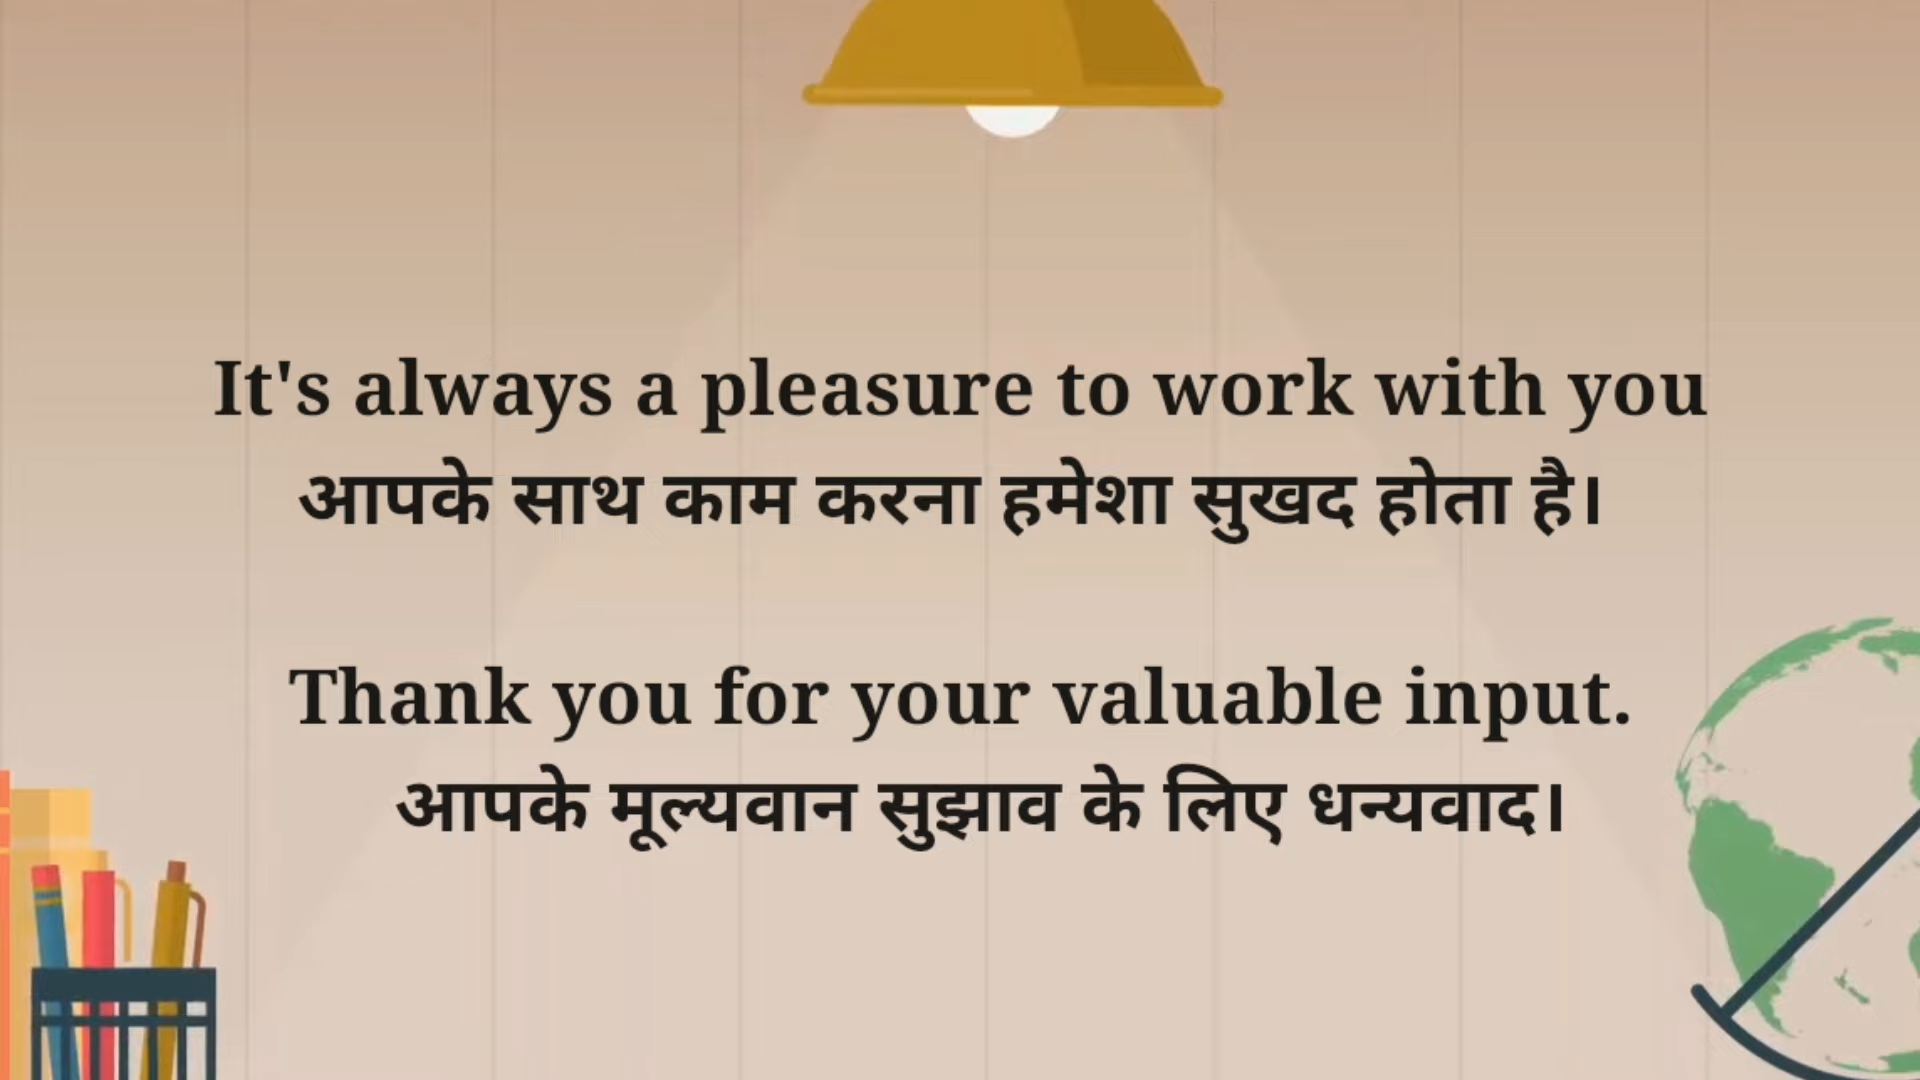 It's always a pleasure to work with you
आपके साथ काम करना हमेशा सुखद होता है।
Thank you for your valuable input.
आपके मूल्यवान सुझाव के लिए धन्यवाद।